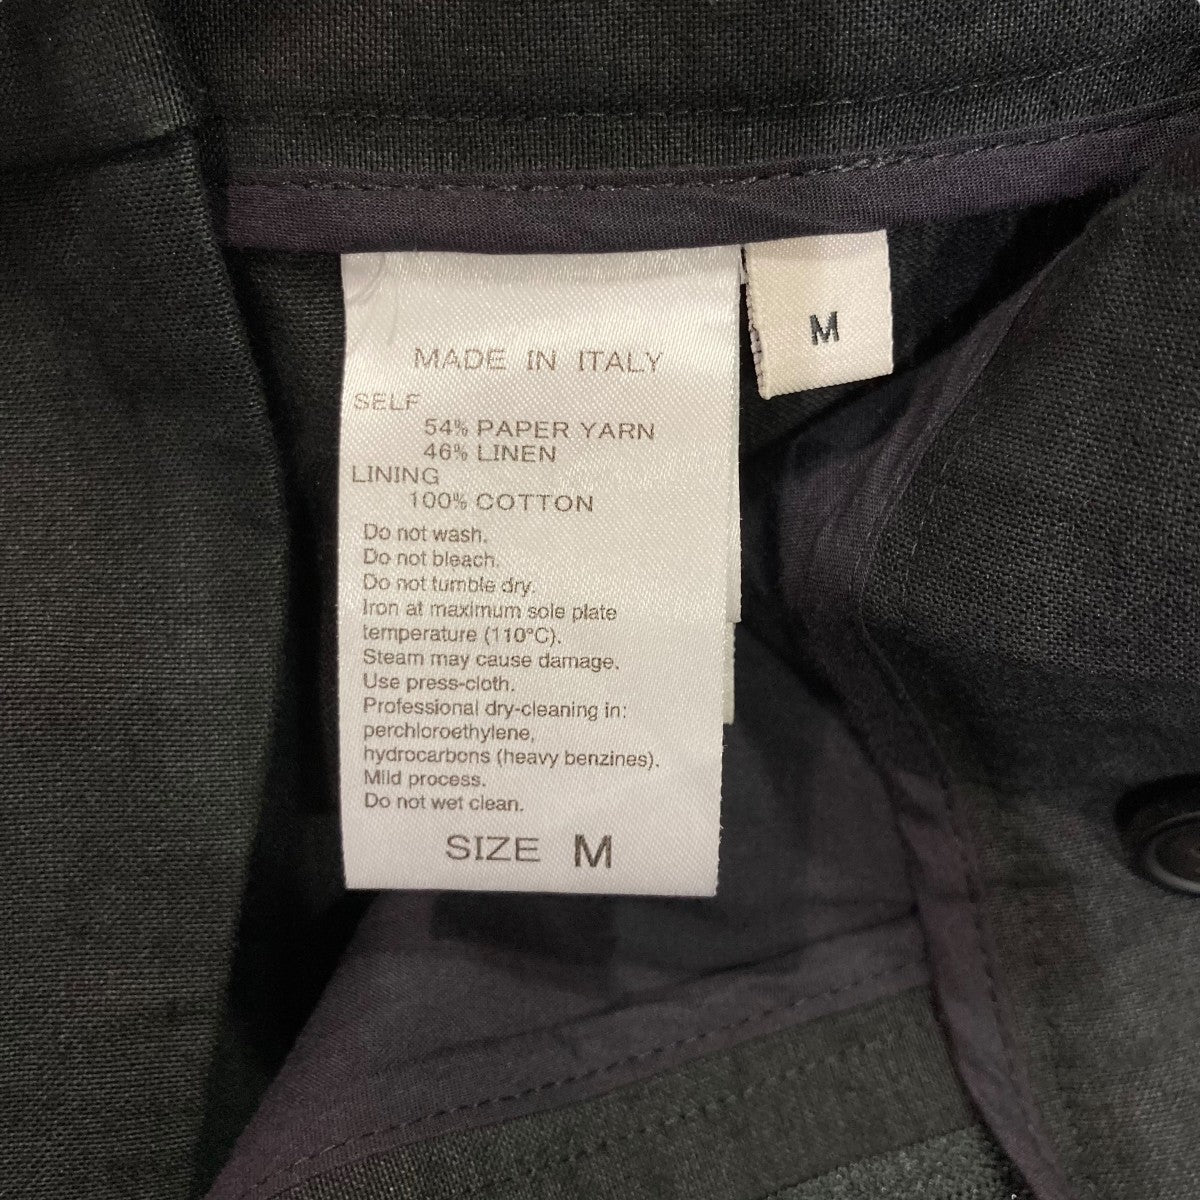 MADE IN ITALY
SELF
54% PAPER YARN
46% LINEN
LINING
100% COTTON
Do not wash.
Do not bleach.
Do not tumble dry.
Iron at maximum sole plate
temperature (110°C).
Steam may cause damage.
Use press-cloth.
Professional dry-cleaning in:
perchloroethylene,
hydrocarbons (heavy benzines).
Mild process.
Do not wet clean.
SIZE M
M